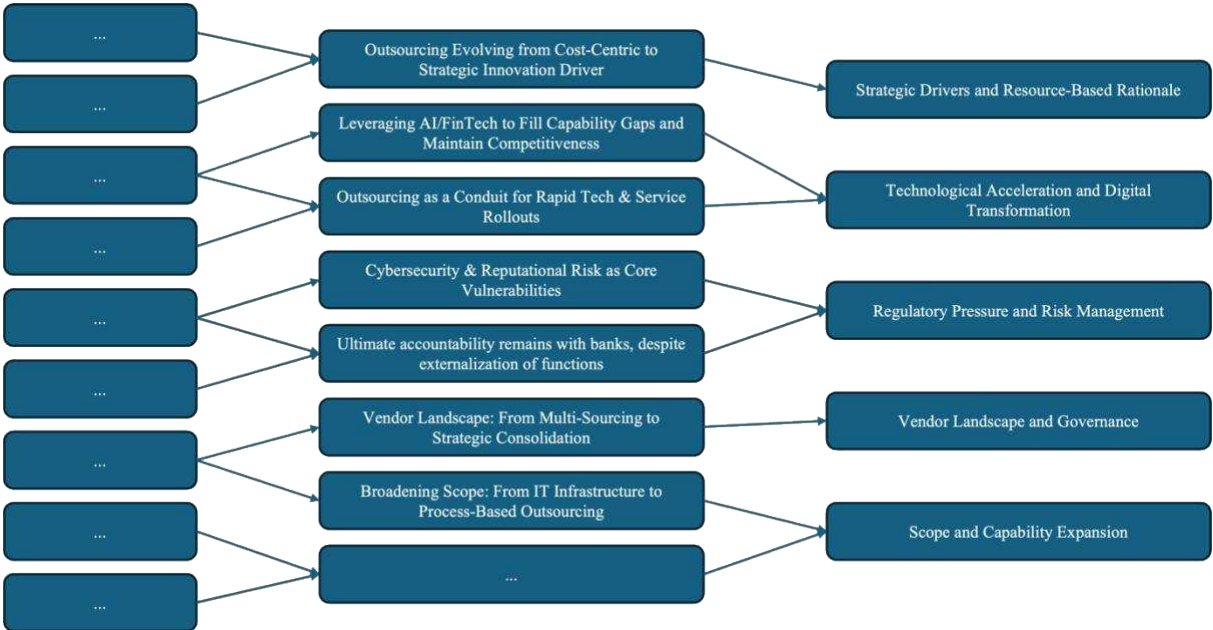 ...
...
...
...
...
...
...
...
...
Outsourcing Evolving from Cost-Centric to
Strategic Innovation Driver
Leveraging AI/FinTech to Fill Capability Gaps and
Maintain Competitiveness
Outsourcing as a Conduit for Rapid Tech & Service
Rollouts
Cybersecurity & Reputational Risk as Core
Vulnerabilities
Ultimate accountability remains with banks, despite
externalization of functions
Vendor Landscape: From Multi-Sourcing to
Strategic Consolidation
Broadening Scope: From IT Infrastructure to
Process-Based Outsourcing
...
Strategic Drivers and Resource-Based Rationale
Technological Acceleration and Digital
Transformation
Regulatory Pressure and Risk Management
Vendor Landscape and Governance
Scope and Capability Expansion